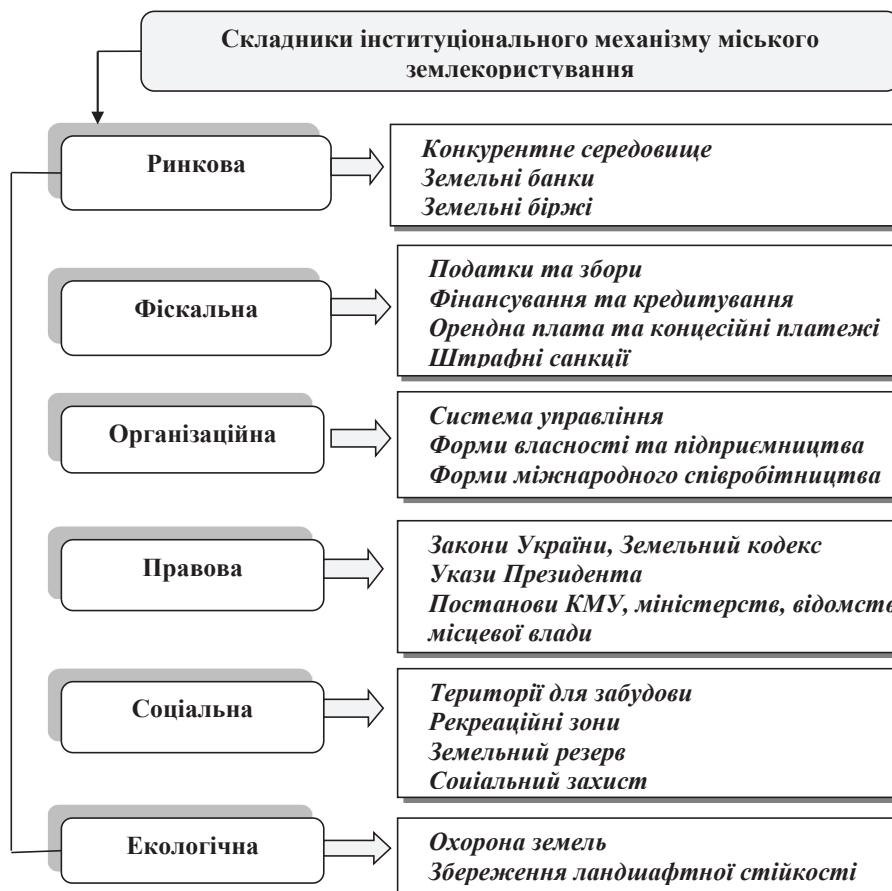 Складники інституціонального механізму міського
землекористування
Ринкова
Конкурентне середовище
Земельні банки
Земельні біржі
Фіскальна
Податки та збори
Фінансування та кредитування
Орендна плата та концесійні платежі
Штрафні санкції
Організаційна
Система управління
Форми власності та підприємництва
Форми міжнародного співробітництва
Правова
Закони України, Земельний кодекс
Укази Президента
Постанови КМУ, міністерств, відомств
місцевої влади
Соціальна
Території для забудови
Рекреаційні зони
Земельний резерв
Соціальний захист
Екологічна
Охорона земель
Збереження ландшафтної стійкості